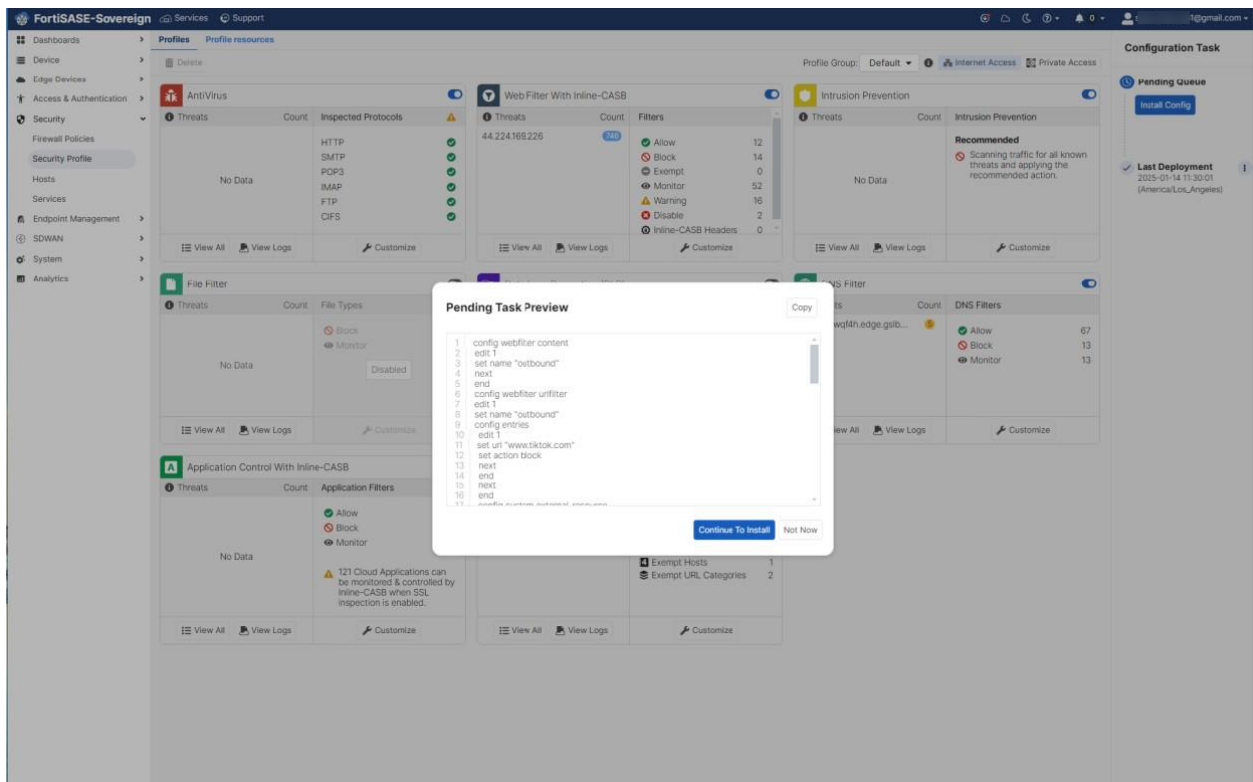 FortiSASE-Sovereign Services Support
0
1@gmail.com
Dashboards
Device
Edge Devices
Access & Authentication
Security
Firewall Policies
Security Profile
Hosts
Services
Endpoint Management
SDWAN
System
Analytics
Profiles Profile resources
Delete
Profile Group: Default Internet Access Private Access
AntiVirus
Threats Count Inspected Protocols
No Data
HTTP
SMTP
POP3
IMAP
FTP
CIFS
View All View Logs Customize
Web Filter With Inline-CASB
Threats Count Filters
44.224.169.226 746
Allow 12
Block 14
Exempt 0
Monitor 52
Warning 16
Disable 2
Inline-CASB Headers 0
View All View Logs Customize
Intrusion Prevention
Threats Count Intrusion Prevention
No Data
Recommended
Scanning traffic for all known
threats and applying the
recommended action.
View All View Logs Customize
File Filter
Threats Count File Types
No Data
Block
Monitor
Disabled
View All View Logs Customize
NS Filter
ts Count DNS Filters
wqf4h.edge.gslb... 5
Allow 67
Block 13
Monitor 13
iew All View Logs Customize
Application Control With Inline-CASB
Threats Count Application Filters
No Data
Allow
Block
Monitor
121 Cloud Applications can
be monitored & controlled by
Inline-CASB when SSL
inspection is enabled.
View All View Logs Customize
Exempt Hosts 1
Exempt URL Categories 2
View All View Logs Customize
Pending Task Preview
Copy
1 config webfilter content
2 edit 1
3 set name "outbound"
4 next
5 end
6 config webfilter urlfilter
7 edit 1
8 set name "outbound"
9 config entries
10 edit 1
11 set url "www.tiktok.com"
12 set action block
13 next
14 end
15 next
16 end
17 config system external-resource
Continue To Install Not Now
Configuration Task
Pending Queue
Install Config
Last Deployment
2025-01-14 11:30:01
(America/Los_Angeles)